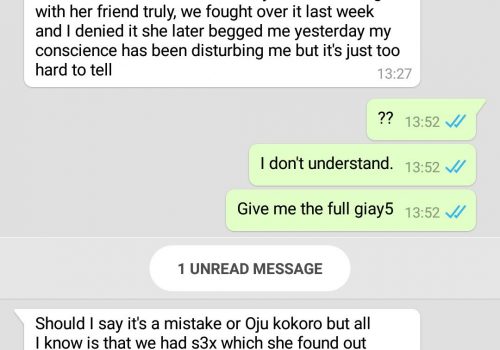 with her friend truly, we fought over it last week
and I denied it she later begged me yesterday my
conscience has been disturbing me but it's just too
hard to tell
13:27
?? 13:52
I don't understand. 13:52
Give me the full giay5 13:52
1 UNREAD MESSAGE
Should I say it's a mistake or Oju kokoro but all
I know is that we had s3x which she found out